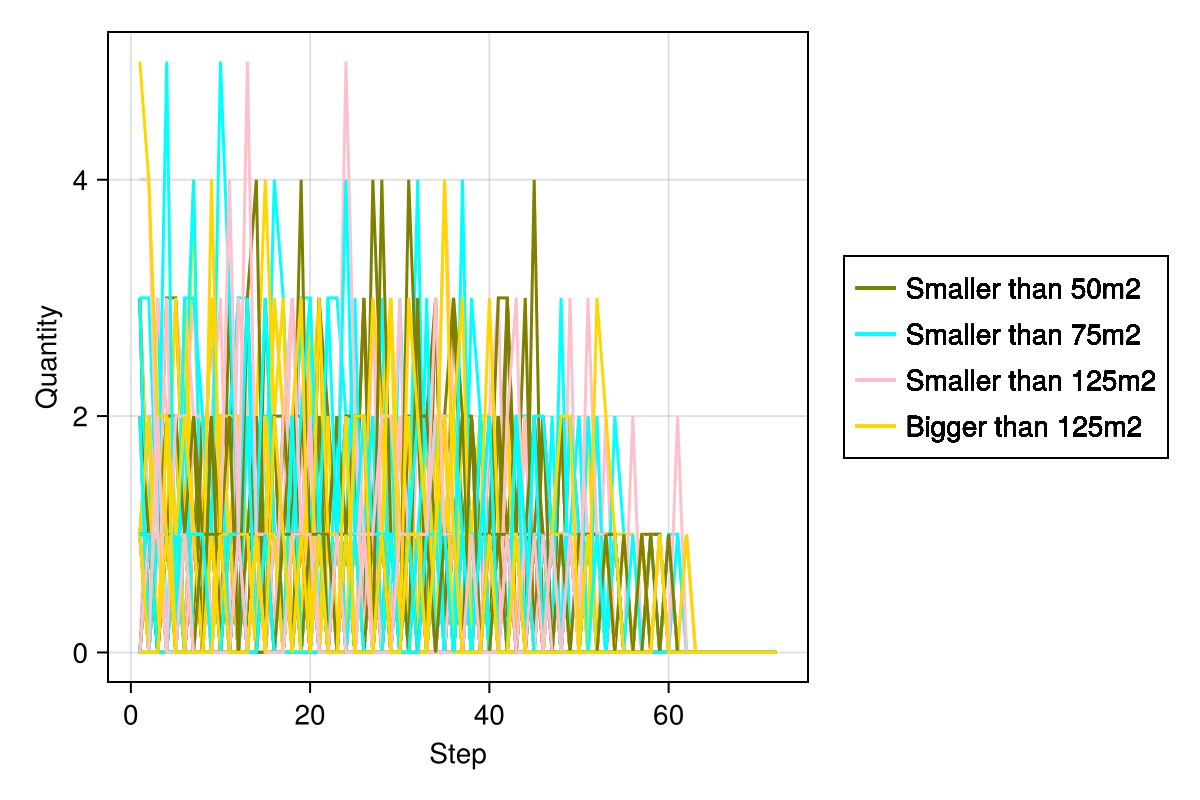 Quantity
4
2
0
0
20
40
60
Step
Smaller than 50m2
Smaller than 75m2
Smaller than 125m2
Bigger than 125m2